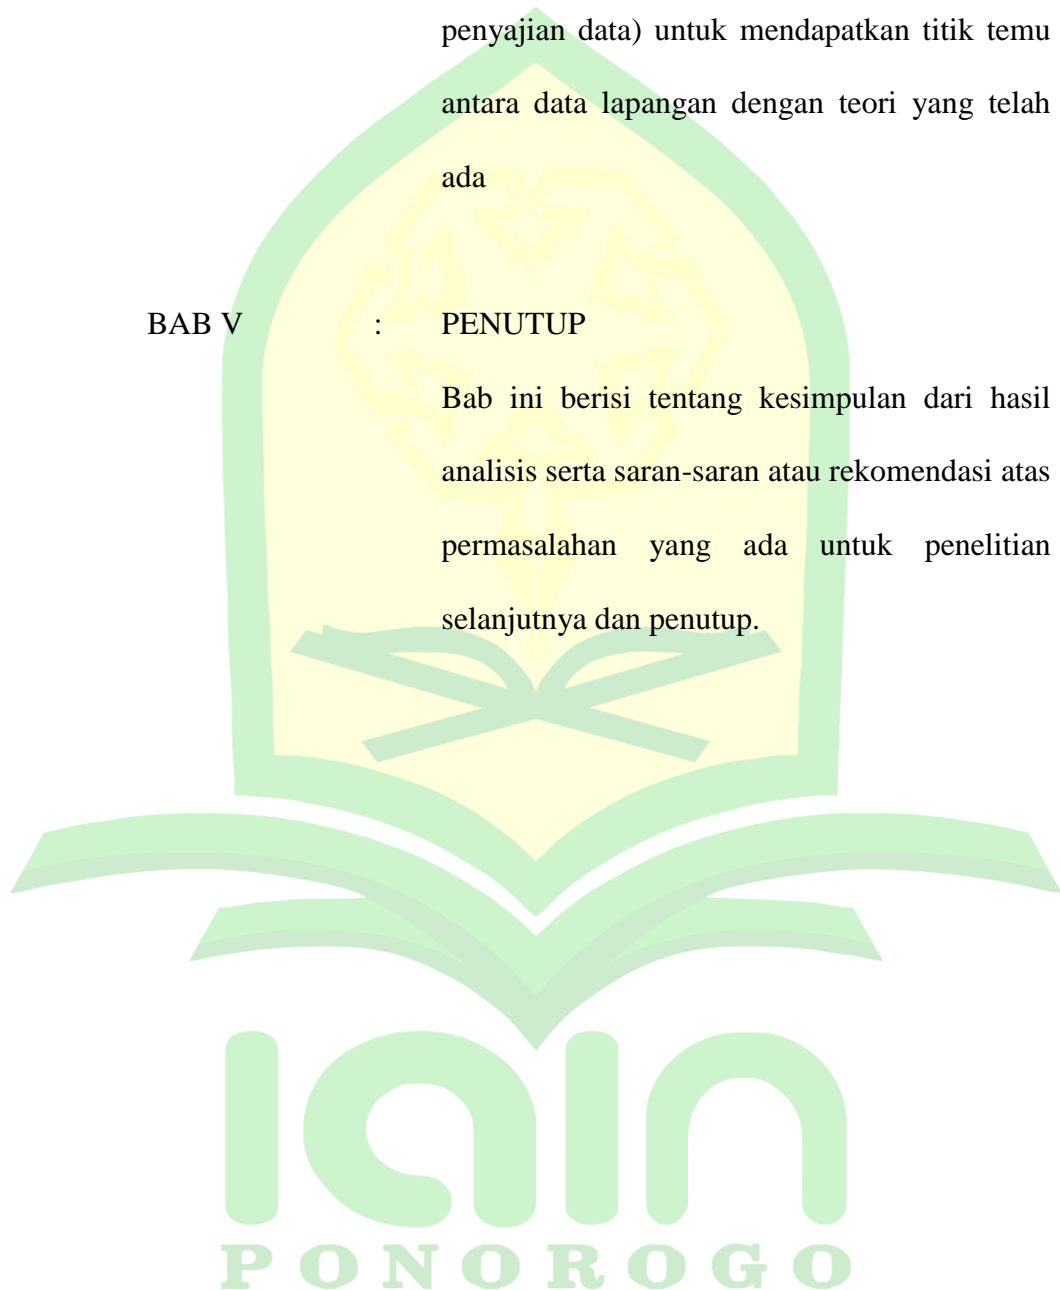 penyajian data) untuk mendapatkan titik temu
antara data lapangan dengan teori yang telah
ada
BAB V : PENUTUP
Bab ini berisi tentang kesimpulan dari hasil
analisis serta saran-saran atau rekomendasi atas
permasalahan yang ada untuk penelitian
selanjutnya dan penutup.
iain
PONOROGO